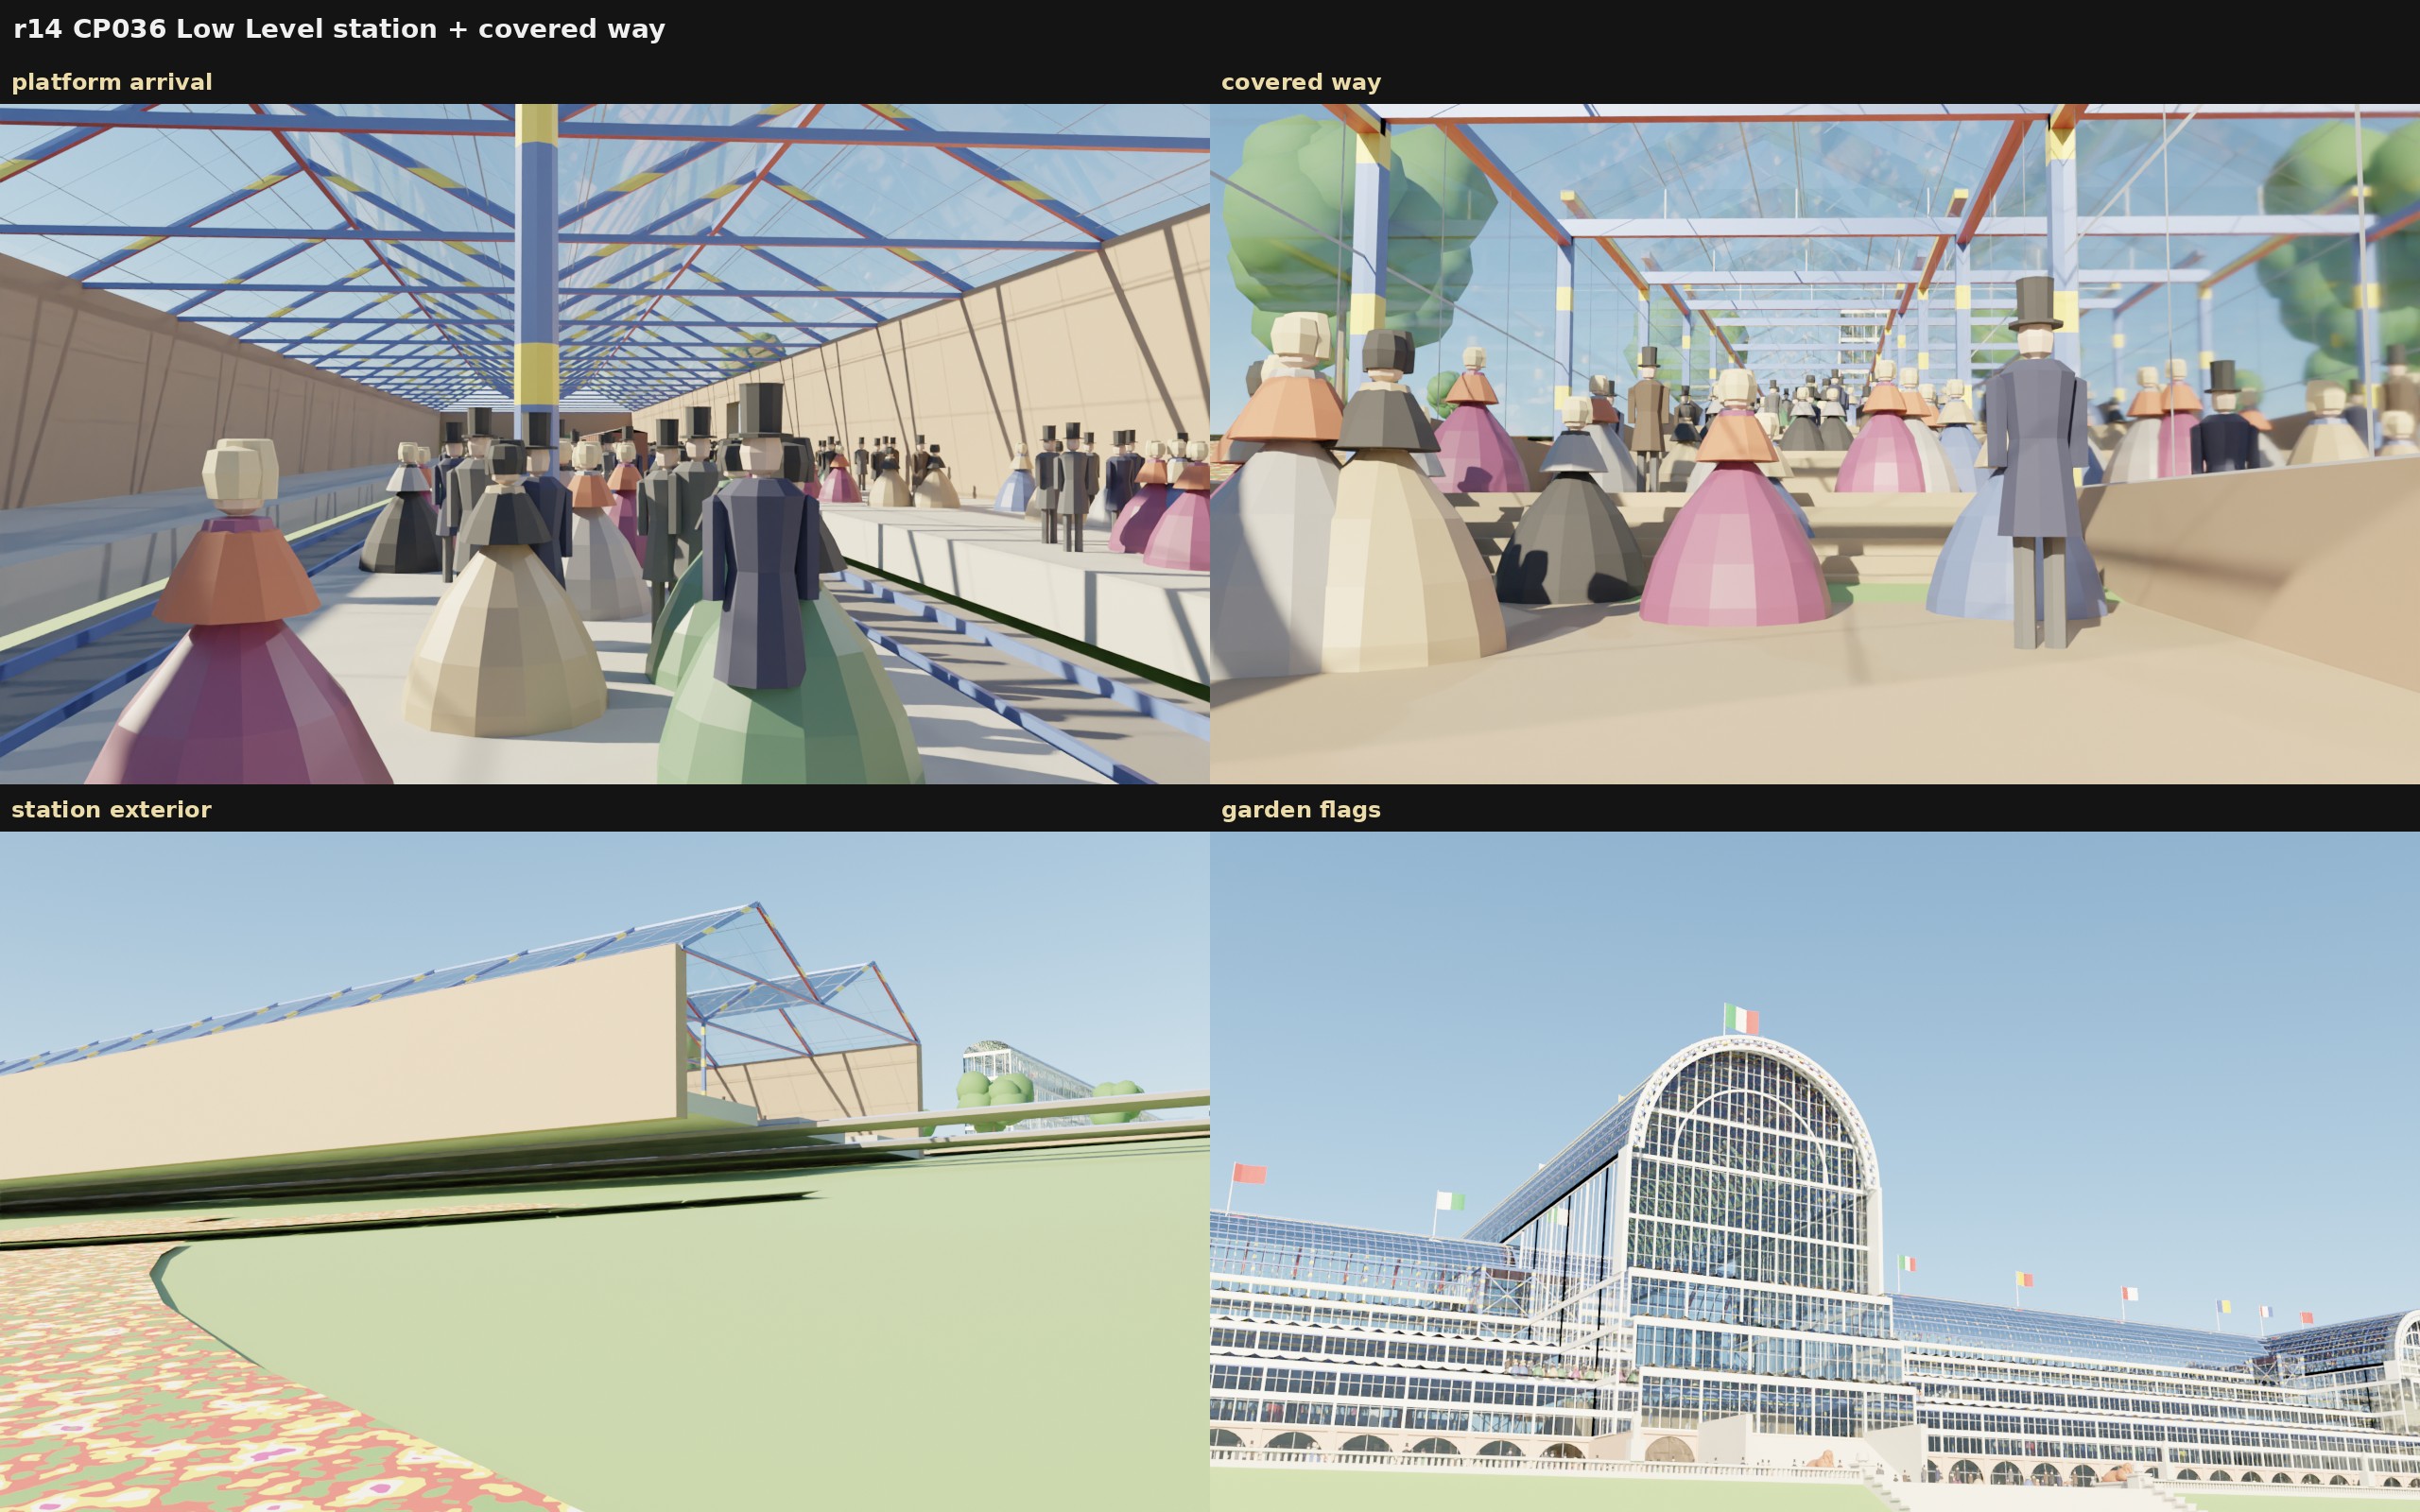 r14 CP036 Low Level station + covered way
platform arrival
covered way
station exterior
garden flags